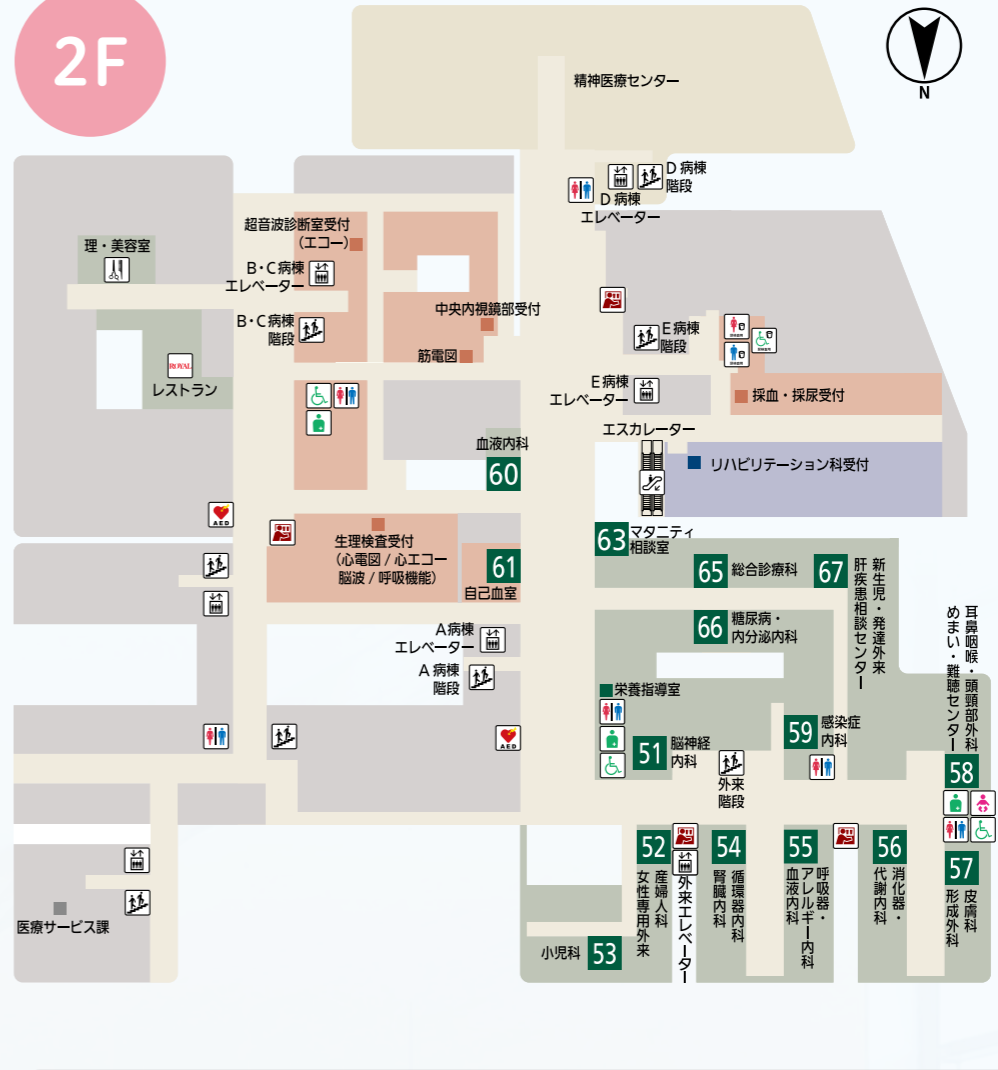 2F
N
精神医療センター
D病棟
階段
D病棟
エレベーター
超音波診断室受付
(エコー)
理・美容室
B・C病棟
エレベーター
B・C病棟
階段
中央内視鏡部受付
筋電図
E病棟
階段
ROYAL
レストラン
E病棟
エレベーター
採血・採尿受付
エスカレーター
血液内科
60
リハビリテーション科受付
AED
生理検査受付
(心電図/心エコー
脳波/呼吸機能)
61
自己血室
63
マタニティ
相談室
65
総合診療科
67
新生児・発達外来
肝疾患相談センター
66
糖尿病・
内分泌内科
A病棟
エレベーター
A病棟
階段
栄養指導室
耳鼻咽喉・頭頸部外科
めまい・難聴センター
58
AED
51
脳神経
内科
59
感染症
内科
外来
階段
52
産婦人科
女性専用外来
外来エレベーター
54
循環器内科
腎臓内科
55
呼吸器・
アレルギー内科
血液内科
56
消化器・
代謝内科
57
皮膚科
形成外科
小児科
53
医療サービス課